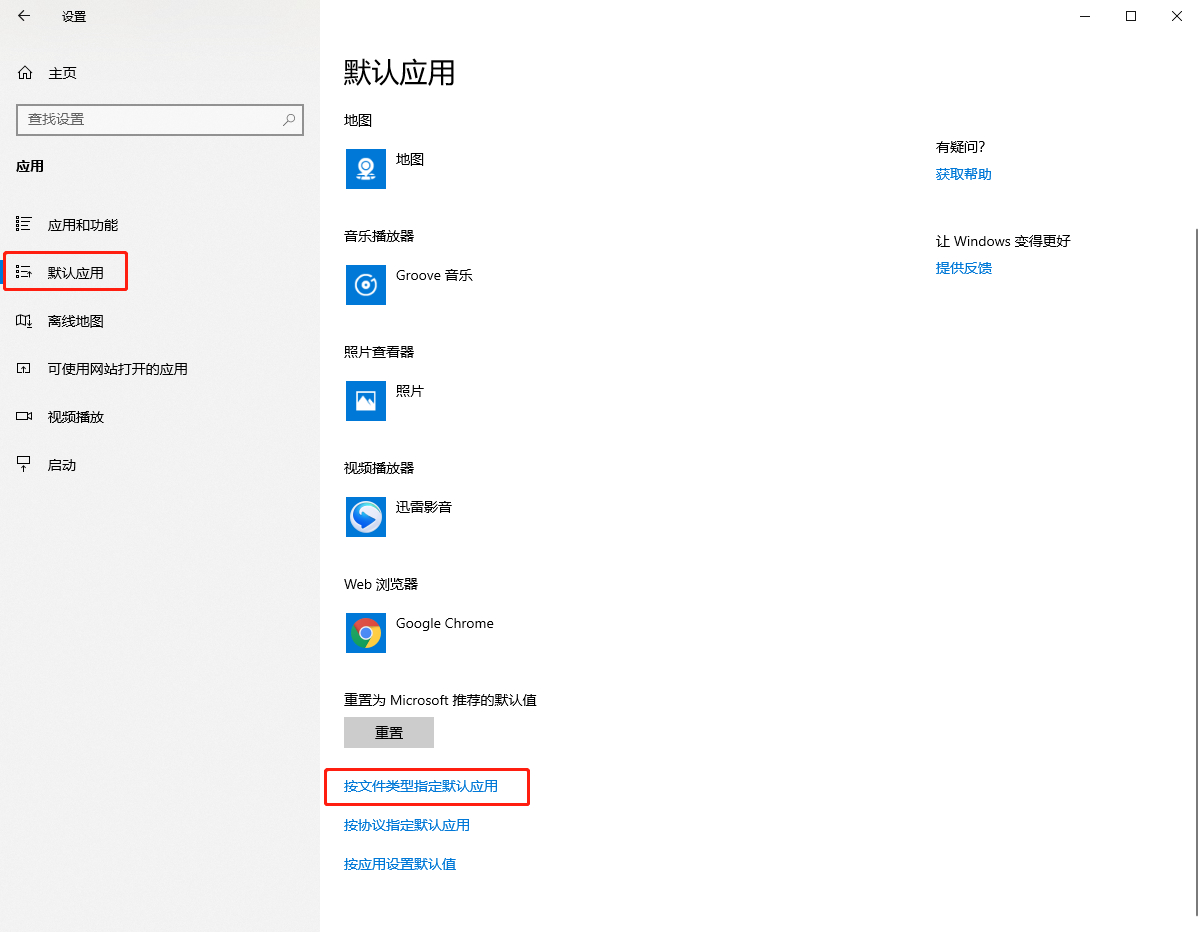 设置
主页
查找设置
应用
应用和功能
默认应用
离线地图
可使用网站打开的应用
视频播放
启动
默认应用
地图
地图
音乐播放器
Groove 音乐
照片查看器
照片
视频播放器
迅雷影音
Web 浏览器
Google Chrome
重置为 Microsoft 推荐的默认值
重置
按文件类型指定默认应用
按协议指定默认应用
按应用设置默认值
有疑问?
获取帮助
让 Windows 变得更好
提供反馈